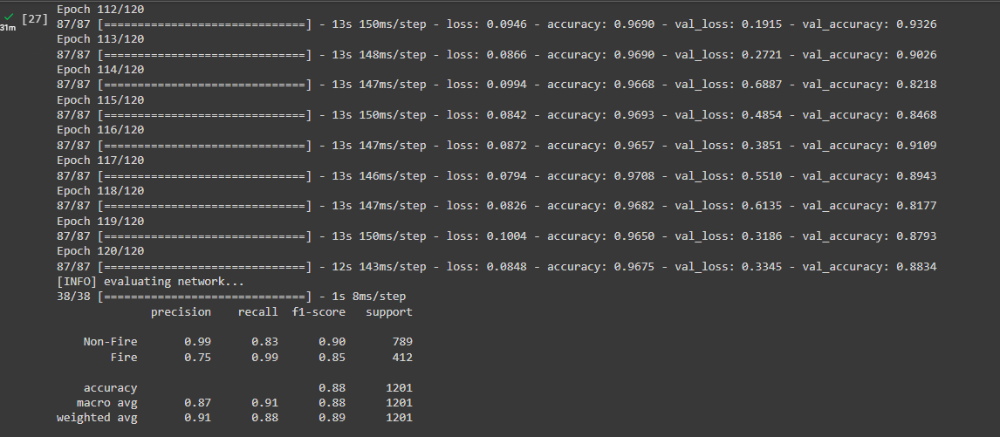 Epoch 112/120
[27] 87/87 [==============================] - 13s 150ms/step - loss: 0.0946 - accuracy: 0.9690 - val_loss: 0.1915 - val_accuracy: 0.9326
31m
Epoch 113/120
87/87 [==============================] - 13s 148ms/step - loss: 0.0866 - accuracy: 0.9690 - val_loss: 0.2721 - val_accuracy: 0.9026
Epoch 114/120
87/87 [==============================] - 13s 147ms/step - loss: 0.0994 - accuracy: 0.9668 - val_loss: 0.6887 - val_accuracy: 0.8218
Epoch 115/120
87/87 [==============================] - 13s 150ms/step - loss: 0.0842 - accuracy: 0.9693 - val_loss: 0.4854 - val_accuracy: 0.8468
Epoch 116/120
87/87 [==============================] - 13s 147ms/step - loss: 0.0872 - accuracy: 0.9657 - val_loss: 0.3851 - val_accuracy: 0.9109
Epoch 117/120
87/87 [==============================] - 13s 146ms/step - loss: 0.0794 - accuracy: 0.9708 - val_loss: 0.5510 - val_accuracy: 0.8943
Epoch 118/120
87/87 [==============================] - 13s 147ms/step - loss: 0.0826 - accuracy: 0.9682 - val_loss: 0.6135 - val_accuracy: 0.8177
Epoch 119/120
87/87 [==============================] - 13s 150ms/step - loss: 0.1004 - accuracy: 0.9650 - val_loss: 0.3186 - val_accuracy: 0.8793
Epoch 120/120
87/87 [==============================] - 12s 143ms/step - loss: 0.0848 - accuracy: 0.9675 - val_loss: 0.3345 - val_accuracy: 0.8834
[INFO] evaluating network...
38/38 [==============================] - 1s 8ms/step
precision recall f1-score support
Non-Fire 0.99 0.83 0.90 789
Fire 0.75 0.99 0.85 412
accuracy 0.88 1201
macro avg 0.87 0.91 0.88 1201
weighted avg 0.91 0.88 0.89 1201